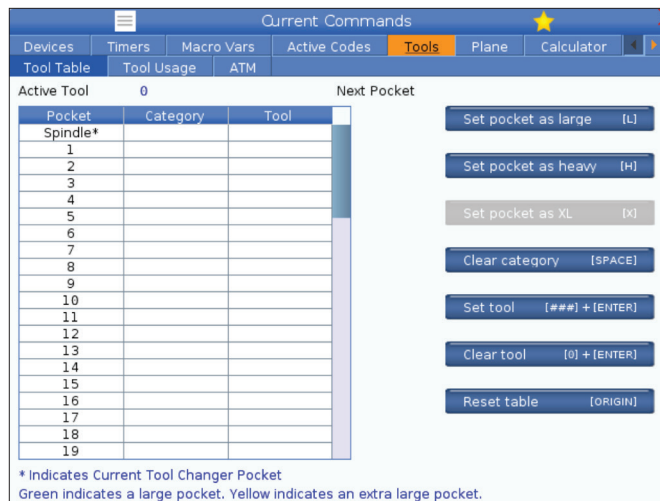 Current Commands
Devices Timers Macro Vars Active Codes Tools Plane Calculator
Tool Table Tool Usage ATM
Active Tool 0 Next Pocket
Pocket Category Tool
Spindle*
1
2
3
4
5
6
7
8
9
10
11
12
13
14
15
16
17
18
19
Set pocket as large [L]
Set pocket as heavy [H]
Set pocket as XL [X]
Clear category [SPACE]
Set tool [###] + [ENTER]
Clear tool [0] + [ENTER]
Reset table [ORIGIN]
* Indicates Current Tool Changer Pocket
Green indicates a large pocket. Yellow indicates an extra large pocket.